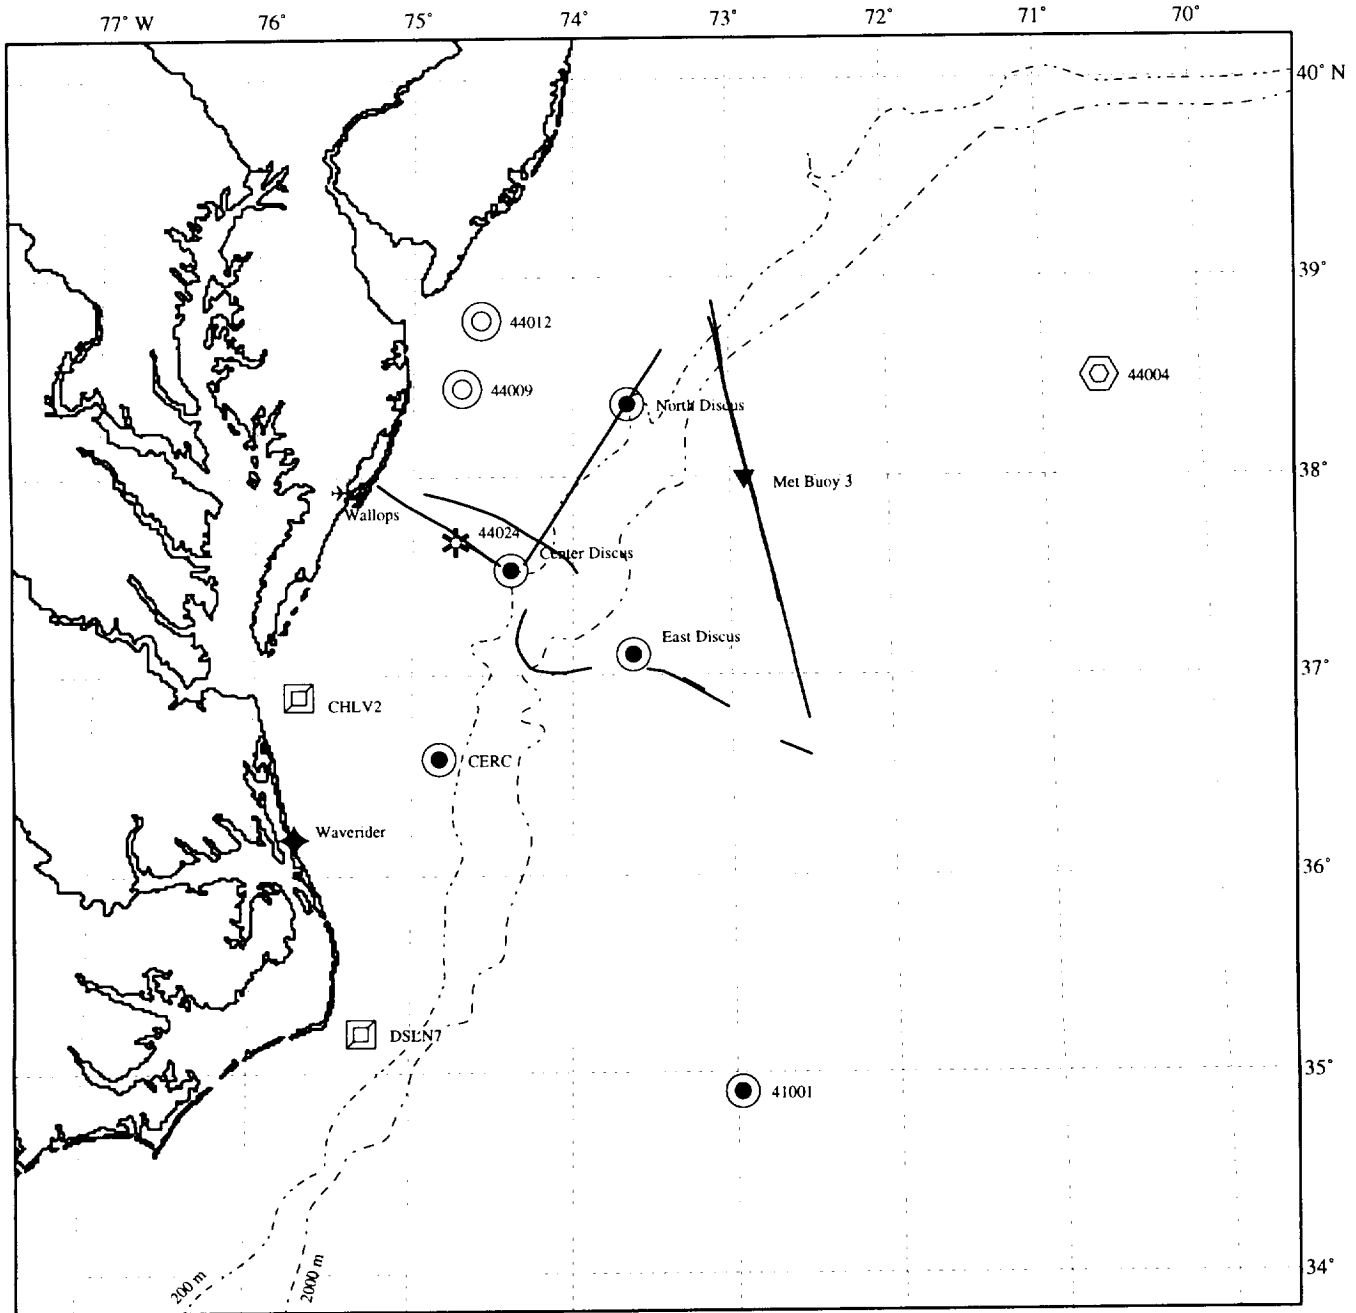 77° W 76° 75° 74° 73° 72° 71° 70°
40° N
39°
44012
44004
44009
North Discus
38°
Met Buoy 3
Wallops
44024
Center Discus
East Discus
37°
CHLV2
CERC
Waverider
36°
DSLN7
35°
41001
34°
200 m
2000 m